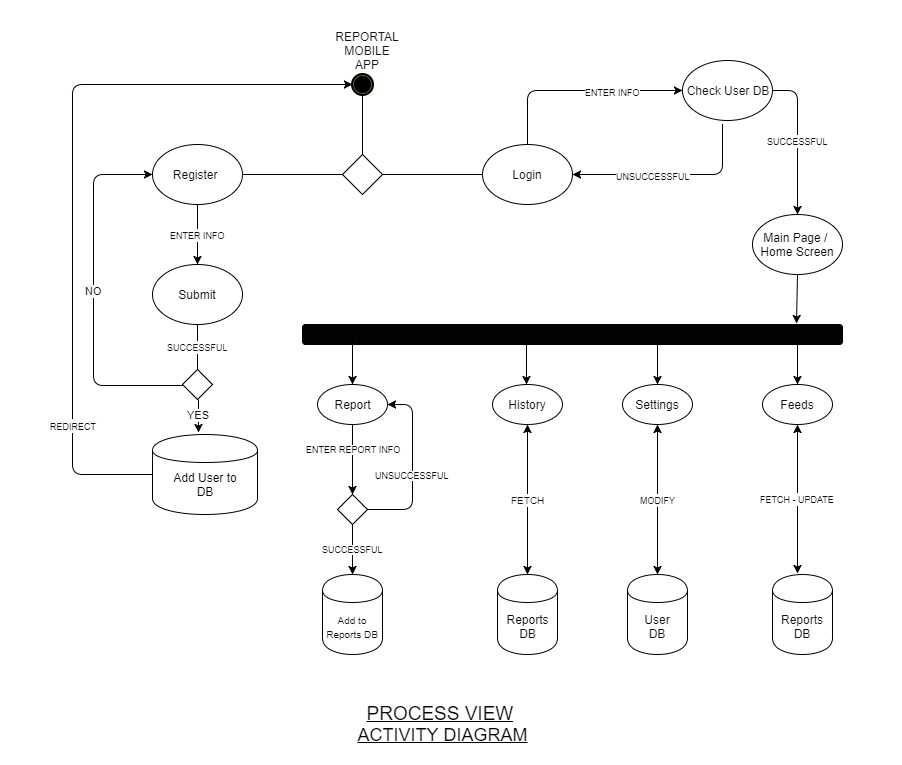 REPORTAL
MOBILE
APP
ENTER INFO
Check User DB
SUCCESSFUL
Register
Login
UNSUCCESSFUL
ENTER INFO
Main Page /
Home Screen
NO
Submit
SUCCESSFUL
YES
REDIRECT
Add User to
DB
Report
History
Settings
Feeds
ENTER REPORT INFO
UNSUCCESSFUL
FETCH
MODIFY
FETCH - UPDATE
SUCCESSFUL
Add to
Reports DB
Reports
DB
User
DB
Reports
DB
PROCESS VIEW
ACTIVITY DIAGRAM